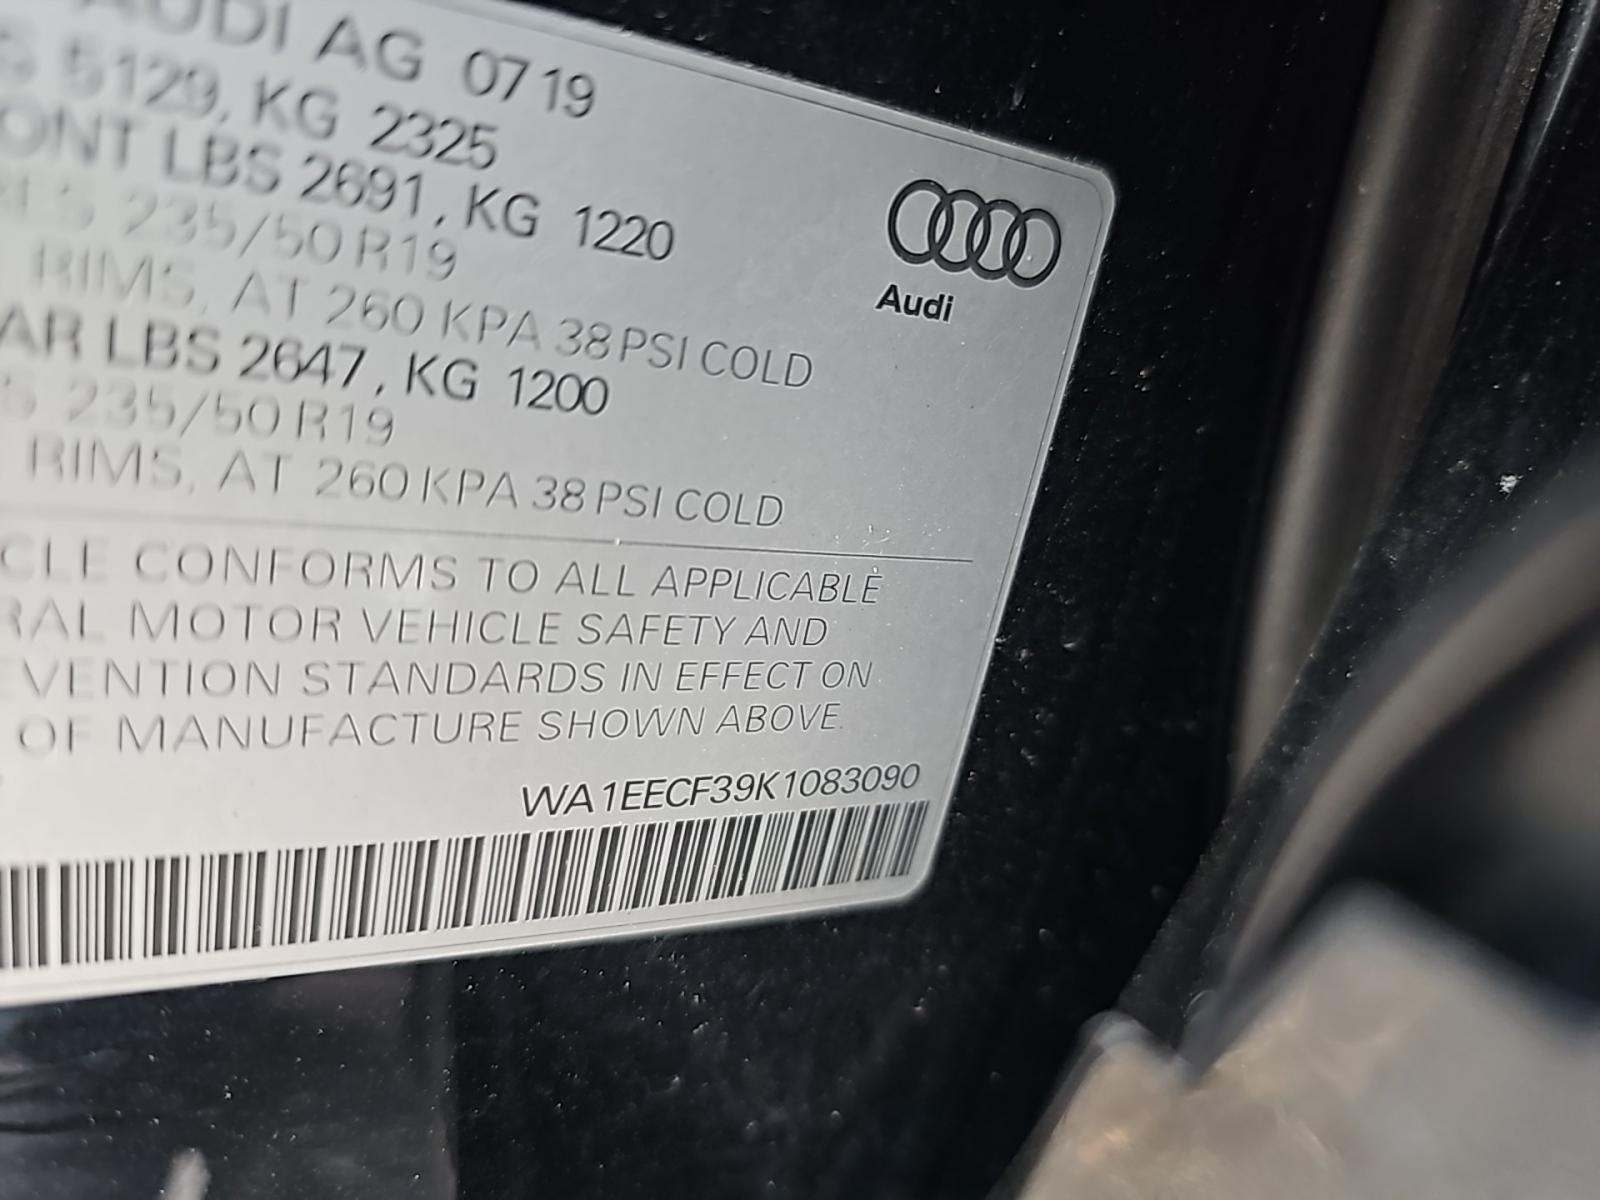 AUDI AG 0719
5129, KG 2325
ONT LBS 2691, KG 1220
235/50 R19
RIMS, AT 260 KPA 38 PSI COLD
AR LBS 2647, KG 1200
S 235/50 R19
RIMS, AT 260 KPA 38 PSI COLD
Audi
CLE CONFORMS TO ALL APPLICABLE
RAL MOTOR VEHICLE SAFETY AND
EVENTION STANDARDS IN EFFECT ON
OF MANUFACTURE SHOWN ABOVE.
WA1EECF39K1083090